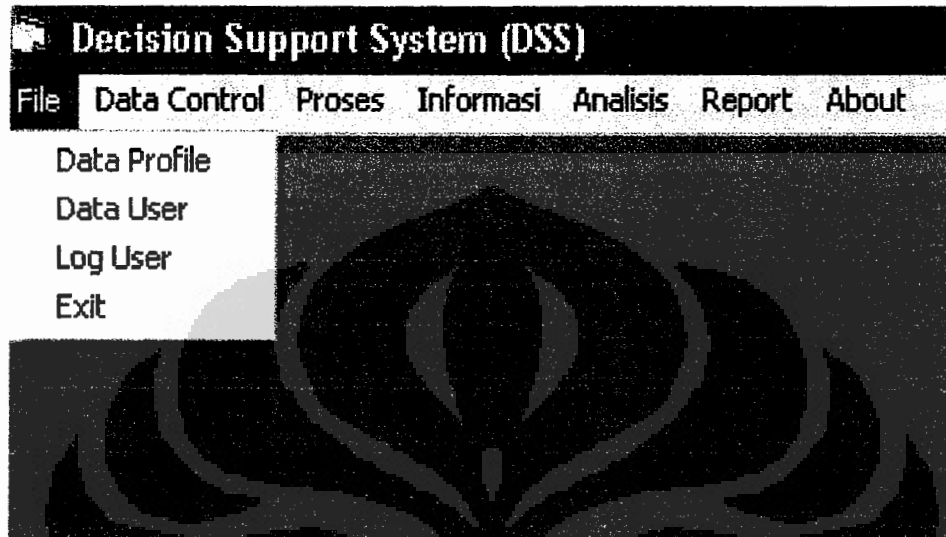 Decision Support System (DSS)
File Data Control Proses Informasi Analisis Report About
Data Profile
Data User
Log User
Exit